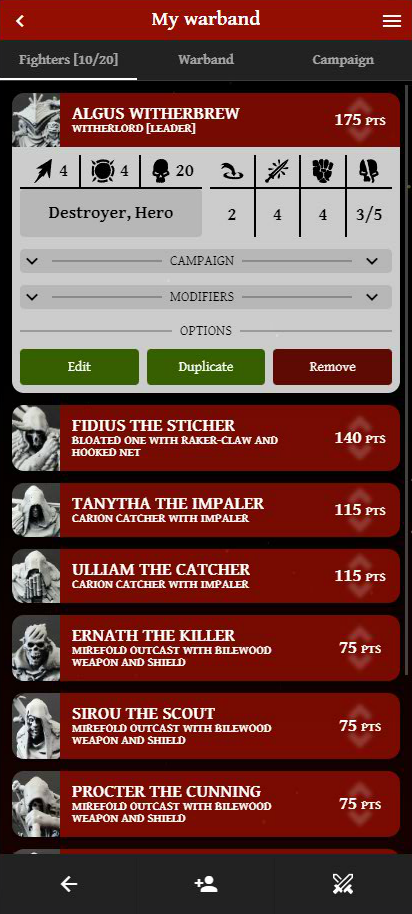 My warband
Fighters [10/20] Warband Campaign
ALGUS WITHERBREW
WITHERLORD [LEADER]
175 PTS
4 4 20
Destroyer, Hero
2 4 4 3/5
CAMPAIGN
MODIFIERS
OPTIONS
Edit Duplicate Remove
FIDIUS THE STICHER
BLOATED ONE WITH RAKER-CLAW AND
HOOKED NET
140 PTS
TANYTHA THE IMPALER
CARION CATCHER WITH IMPALER
115 PTS
ULLIAM THE CATCHER
CARION CATCHER WITH IMPALER
115 PTS
ERNATH THE KILLER
MIREFOLD OUTCAST WITH BILEWOOD
WEAPON AND SHIELD
75 PTS
SIROU THE SCOUT
MIREFOLD OUTCAST WITH BILEWOOD
WEAPON AND SHIELD
75 PTS
PROCTER THE CUNNING
MIREFOLD OUTCAST WITH BILEWOOD
WEAPON AND SHIELD
75 PTS